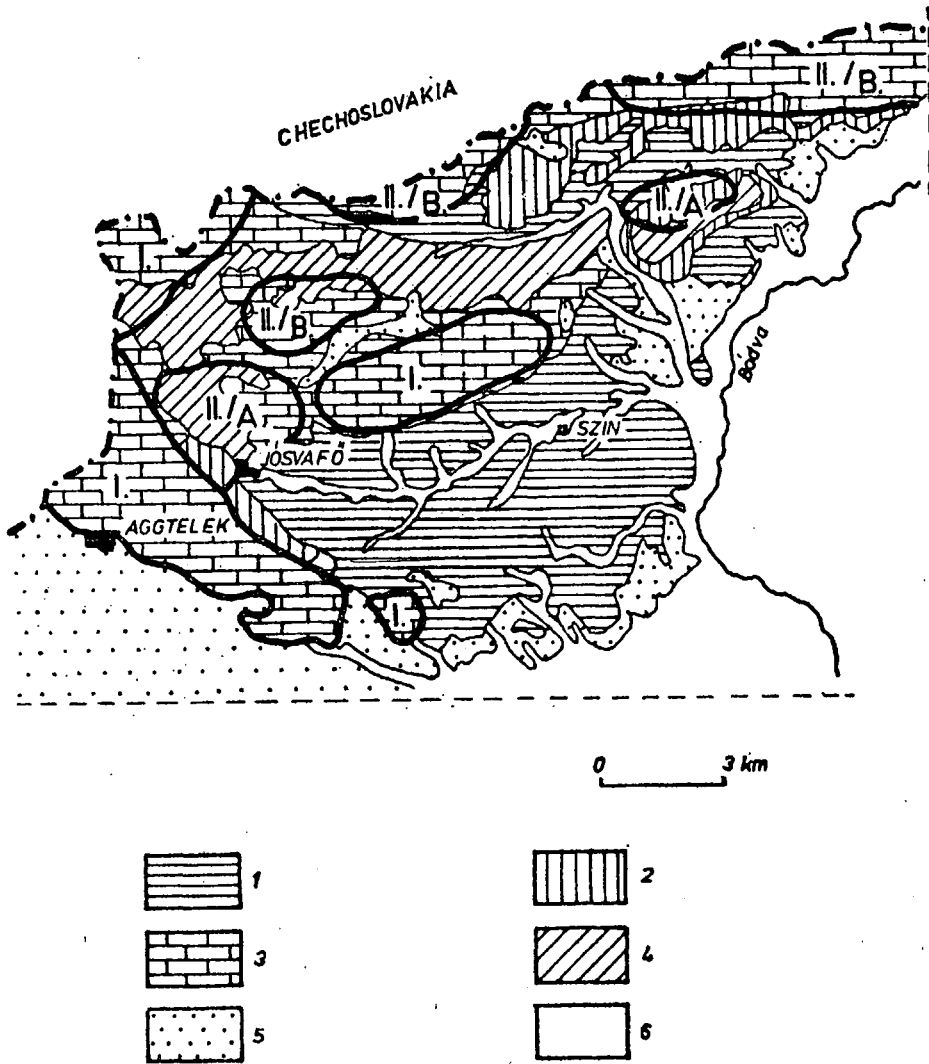 CHECHOSLOVAKIA
II./B.
II./B.
II./A.
II./B.
I.
II./A
Bódva
SZIN
JÓSVAFŐ
I.
AGGTELEK
I.
0 3 km
1 2
3 4
5 6